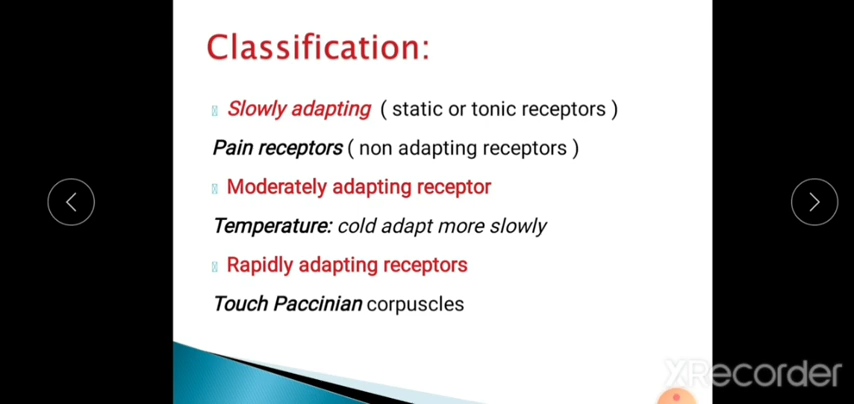 Classification:
Slowly adapting ( static or tonic receptors )
Pain receptors ( non adapting receptors )
Moderately adapting receptor
Temperature: cold adapt more slowly
Rapidly adapting receptors
Touch Paccinian corpuscles
XRecorder